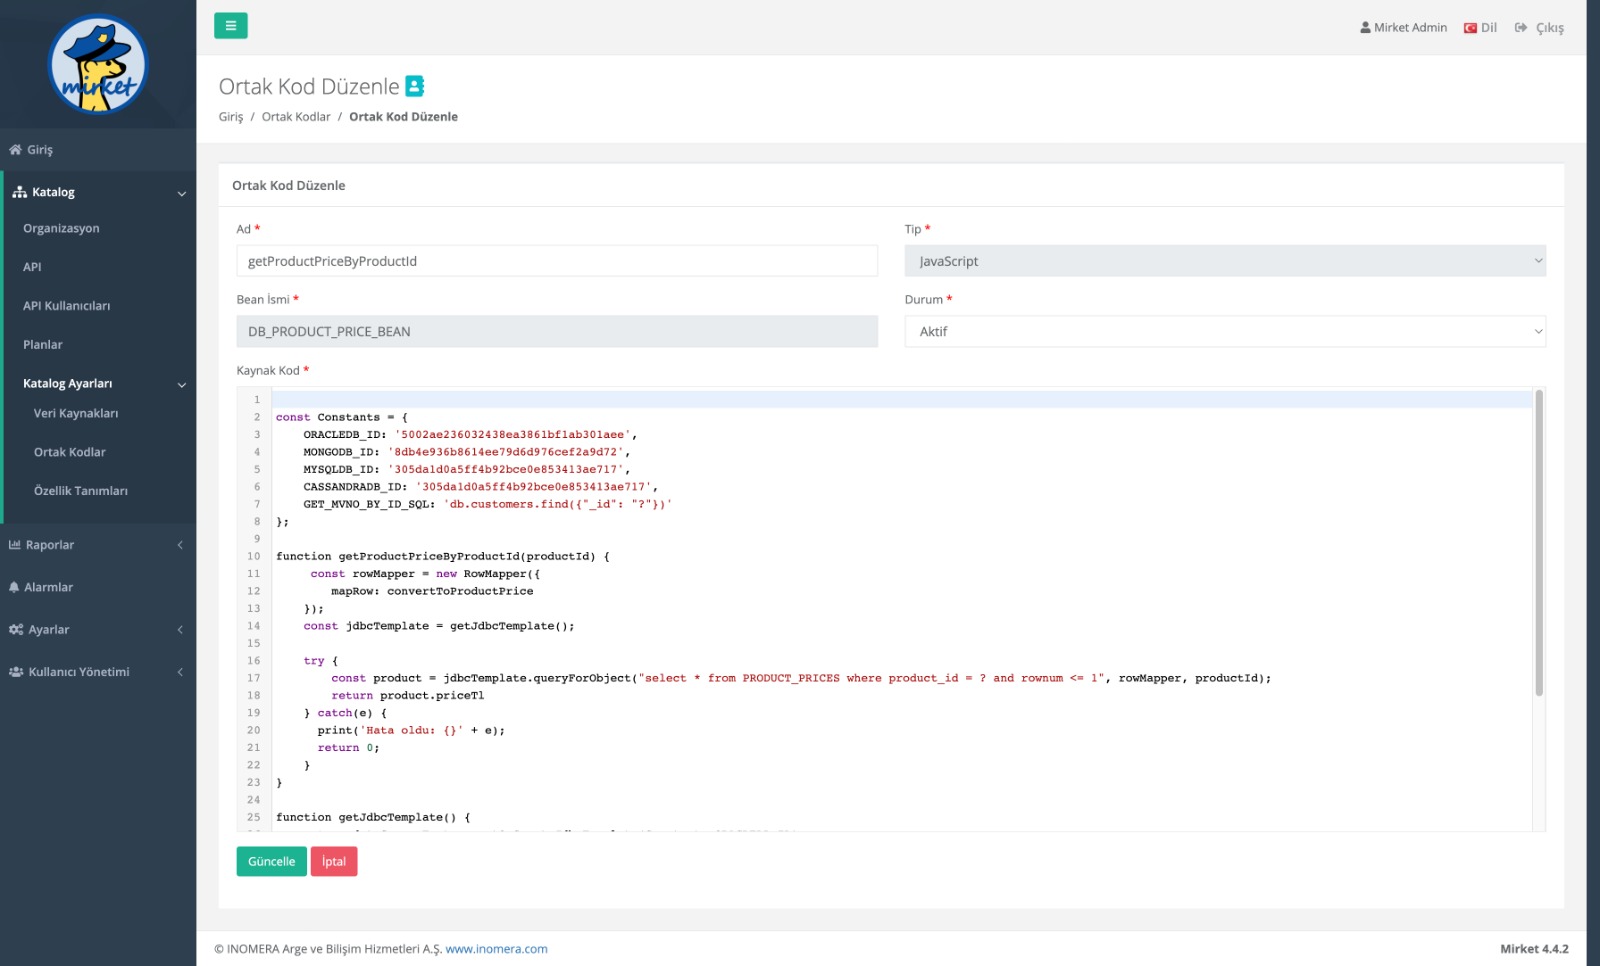 mirket
Mirket Admin
Dil
Çıkış
Giriş
Katalog
Organizasyon
API
API Kullanıcıları
Planlar
Katalog Ayarları
Veri Kaynakları
Ortak Kodlar
Özellik Tanımları
Raporlar
Alarmlar
Ayarlar
Kullanıcı Yönetimi
Ortak Kod Düzenle
Giriş / Ortak Kodlar / Ortak Kod Düzenle
Ortak Kod Düzenle
Ad *
getProductPriceByProductId
Tip *
JavaScript
Bean İsmi *
DB_PRODUCT_PRICE_BEAN
Durum *
Aktif
Kaynak Kod *
1
2 const Constants = {
3 ORACLEDB_ID: '5002ae236032438ea3861bf1ab301aee',
4 MONGODB_ID: '8db4e936b8614ee79d6d976cef2a9d72',
5 MYSQLDB_ID: '305da1d0a5ff4b92bce0e853413ae717',
6 CASSANDRADB_ID: '305da1d0a5ff4b92bce0e853413ae717',
7 GET_MVNO_BY_ID_SQL: 'db.customers.find({"_id": "?"})'
8 };
9
10 function getProductPriceByProductId(productId) {
11 const rowMapper = new RowMapper({
12 mapRow: convertToProductPrice
13 });
14 const jdbcTemplate = getJdbcTemplate();
15
16 try {
17 const product = jdbcTemplate.queryForObject("select * from PRODUCT_PRICES where product_id = ? and rownum <= 1", rowMapper, productId);
18 return product.priceTl
19 } catch(e) {
20 print('Hata oldu: {}' + e);
21 return 0;
22 }
23 }
24
25 function getJdbcTemplate() {
Güncelle
İptal
© INOMERA Arge ve Bilişim Hizmetleri A.Ş. www.inomera.com
Mirket 4.4.2